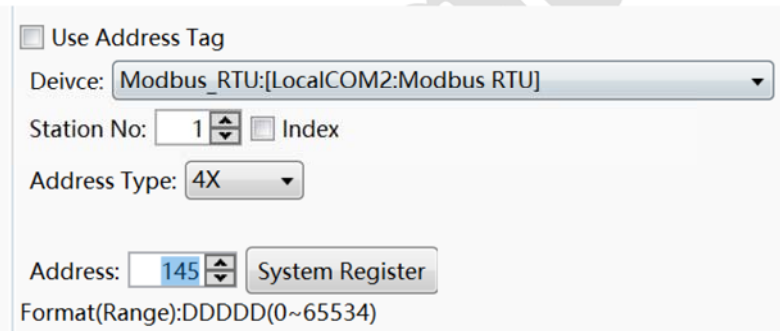 Use Address Tag
Deivce: Modbus_RTU:[LocalCOM2:Modbus RTU]
Station No: 1 Index
Address Type: 4X
Address: 145 System Register
Format(Range):DDDDD(0~65534)